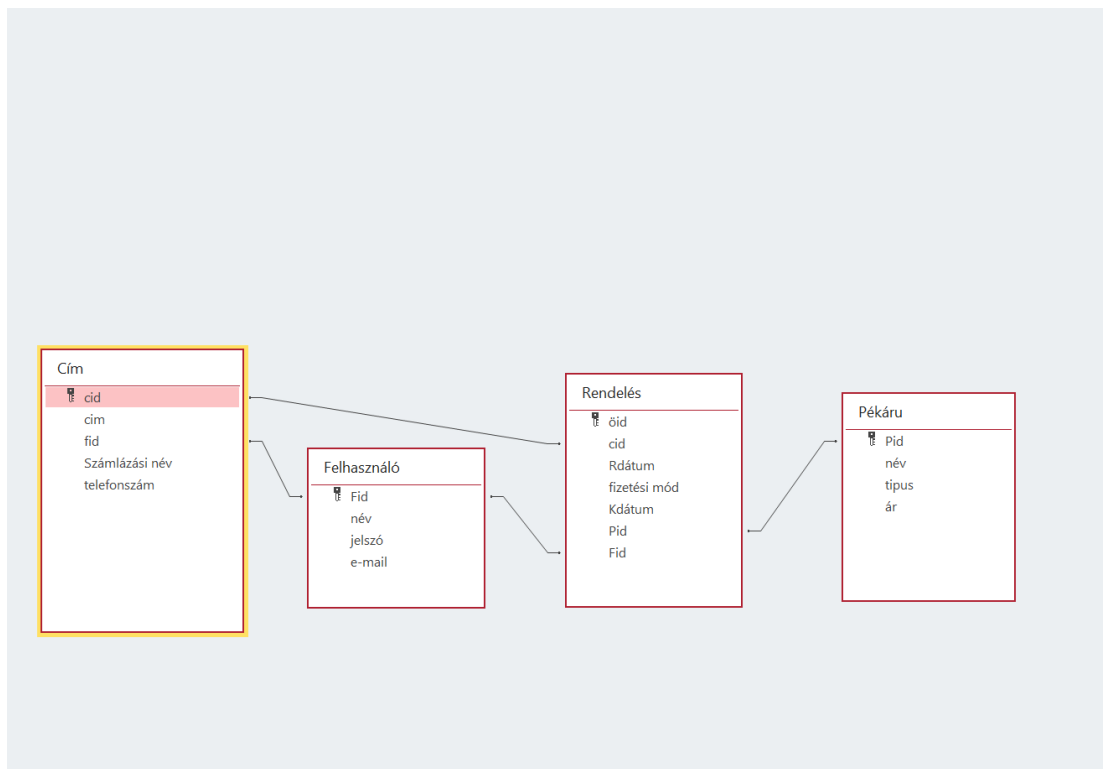 Cím
cid
cim
fid
Számlázási név
telefonszám
Felhasználó
Fid
név
jelszó
e-mail
Rendelés
öid
cid
Rdátum
fizetési mód
Kdátum
Pid
Fid
Pékáru
Pid
név
tipus
ár